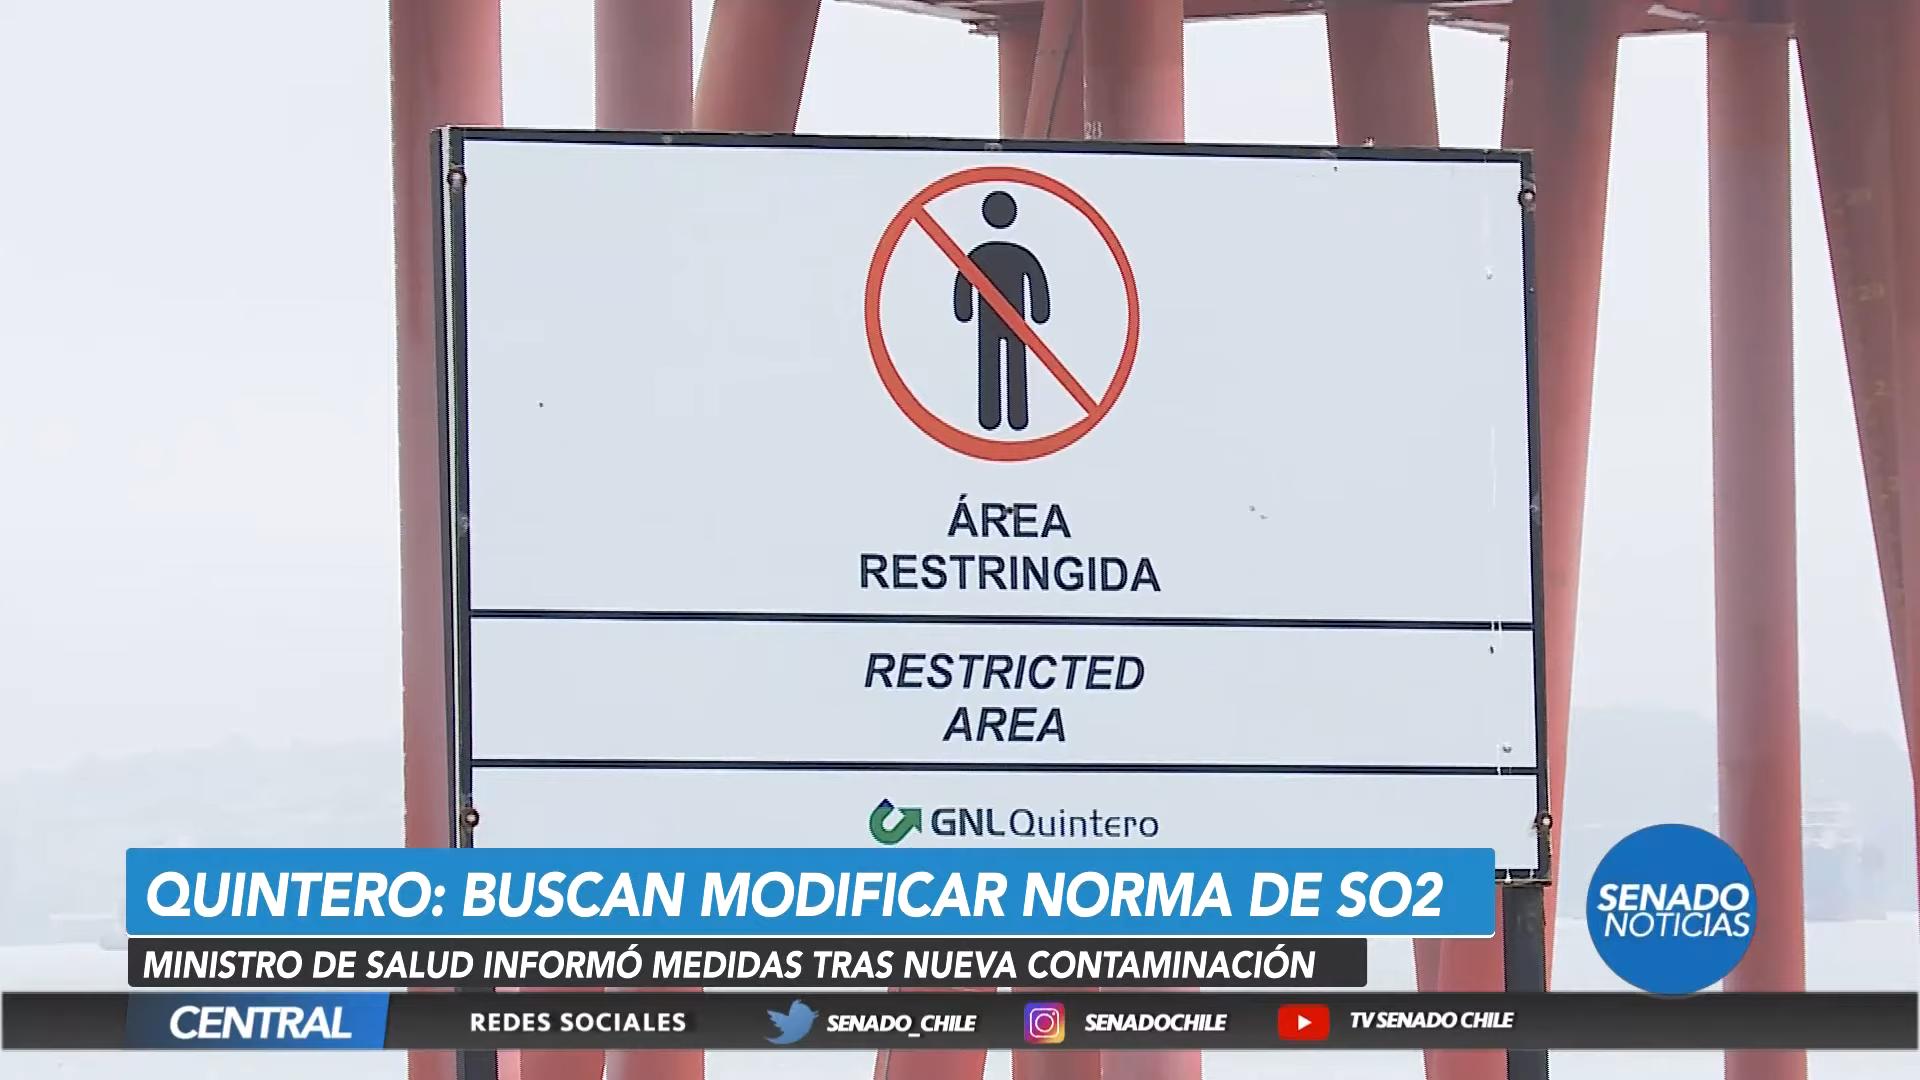 ÁREA
RESTRINGIDA
RESTRICTED
AREA
GNL Quintero
QUINTERO: BUSCAN MODIFICAR NORMA DE SO2
MINISTRO DE SALUD INFORMÓ MEDIDAS TRAS NUEVA CONTAMINACIÓN
SENADO
NOTICIAS
CENTRAL REDES SOCIALES SENADO_CHILE SENADOCHILE TV SENADO CHILE